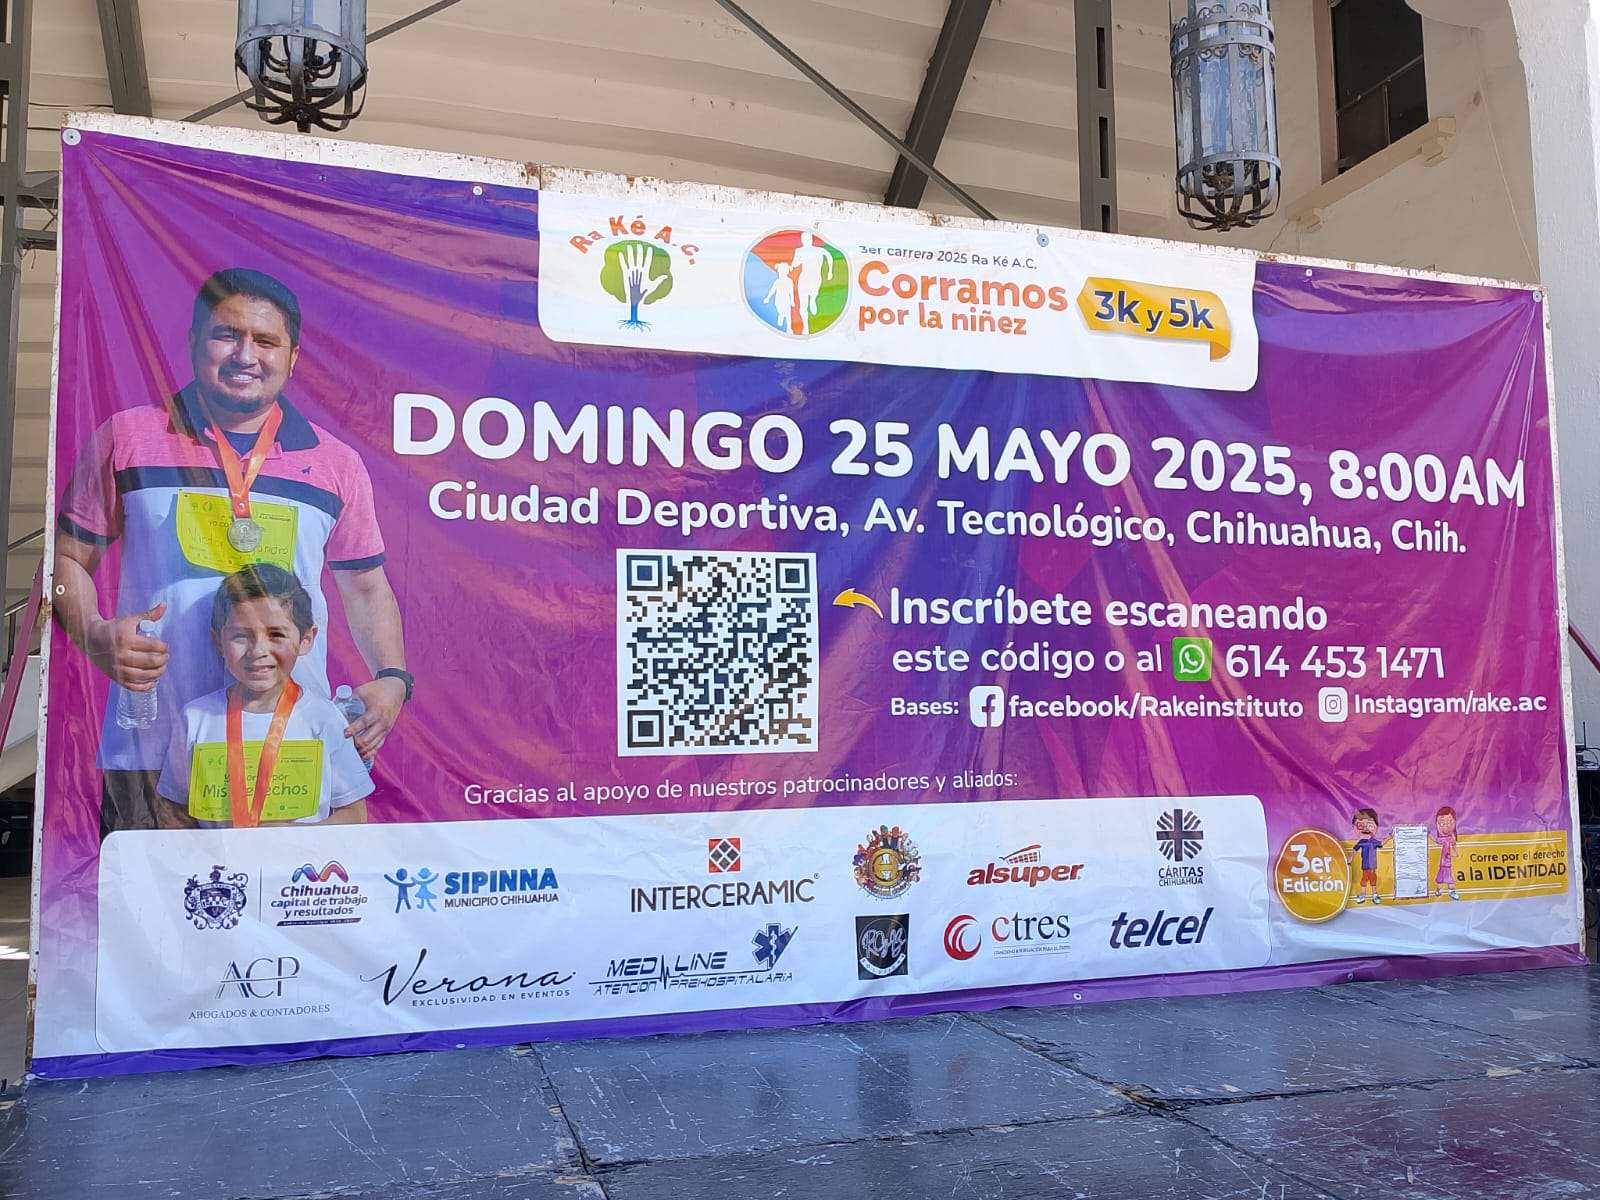 Ra Ké A.C.
3er carrera 2025 Ra Ké A.C.
Corramos
por la niñez
3k y 5k
DOMINGO 25 MAYO 2025, 8:00AM
Ciudad Deportiva, Av. Tecnológico, Chihuahua, Chih.
Inscríbete escaneando
este código o al 614 453 1471
Bases: facebook/Rakeinstituto Instagram/rake.ac
Mis Derechos
Gracias al apoyo de nuestros patrocinadores y aliados:
Chihuahua
capital de trabajo
y resultados
SIPINNA
MUNICIPIO CHIHUAHUA
INTERCERAMIC®
alsuper
CÁRITAS
CHIHUAHUA
ACP
ABOGADOS & CONTADORES
Verona
EXCLUSIVIDAD EN EVENTOS
MEDLINE
ATENCION PREHOSPITALARIA
ctres
telcel
3er
Edición
Corre por el derecho
a la IDENTIDAD